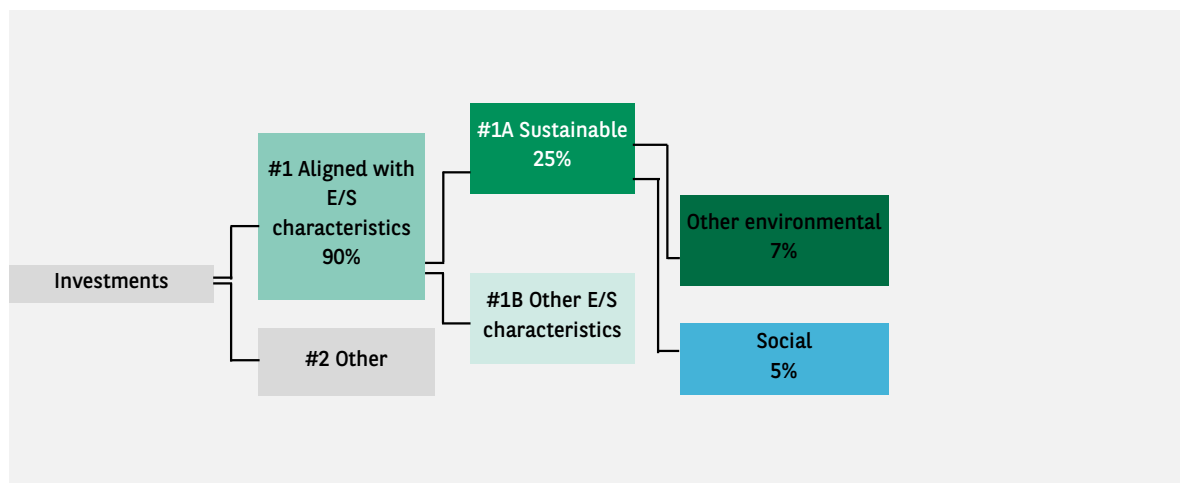 Investments
#1 Aligned with
E/S
characteristics
90%
#2 Other
#1A Sustainable
25%
#1B Other E/S
characteristics
Other environmental
7%
Social
5%